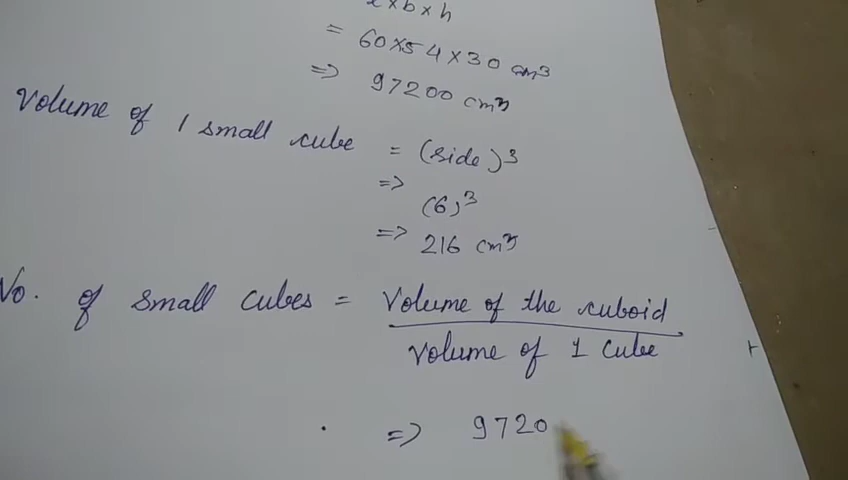 l×b×h
= 60×54×30 cm³
=> 97200 cm³
Volume of 1 small cube = (side)³
=> (6)³
=> 216 cm³
No. of small cubes = Volume of the cuboid
Volume of 1 cube
=> 9720